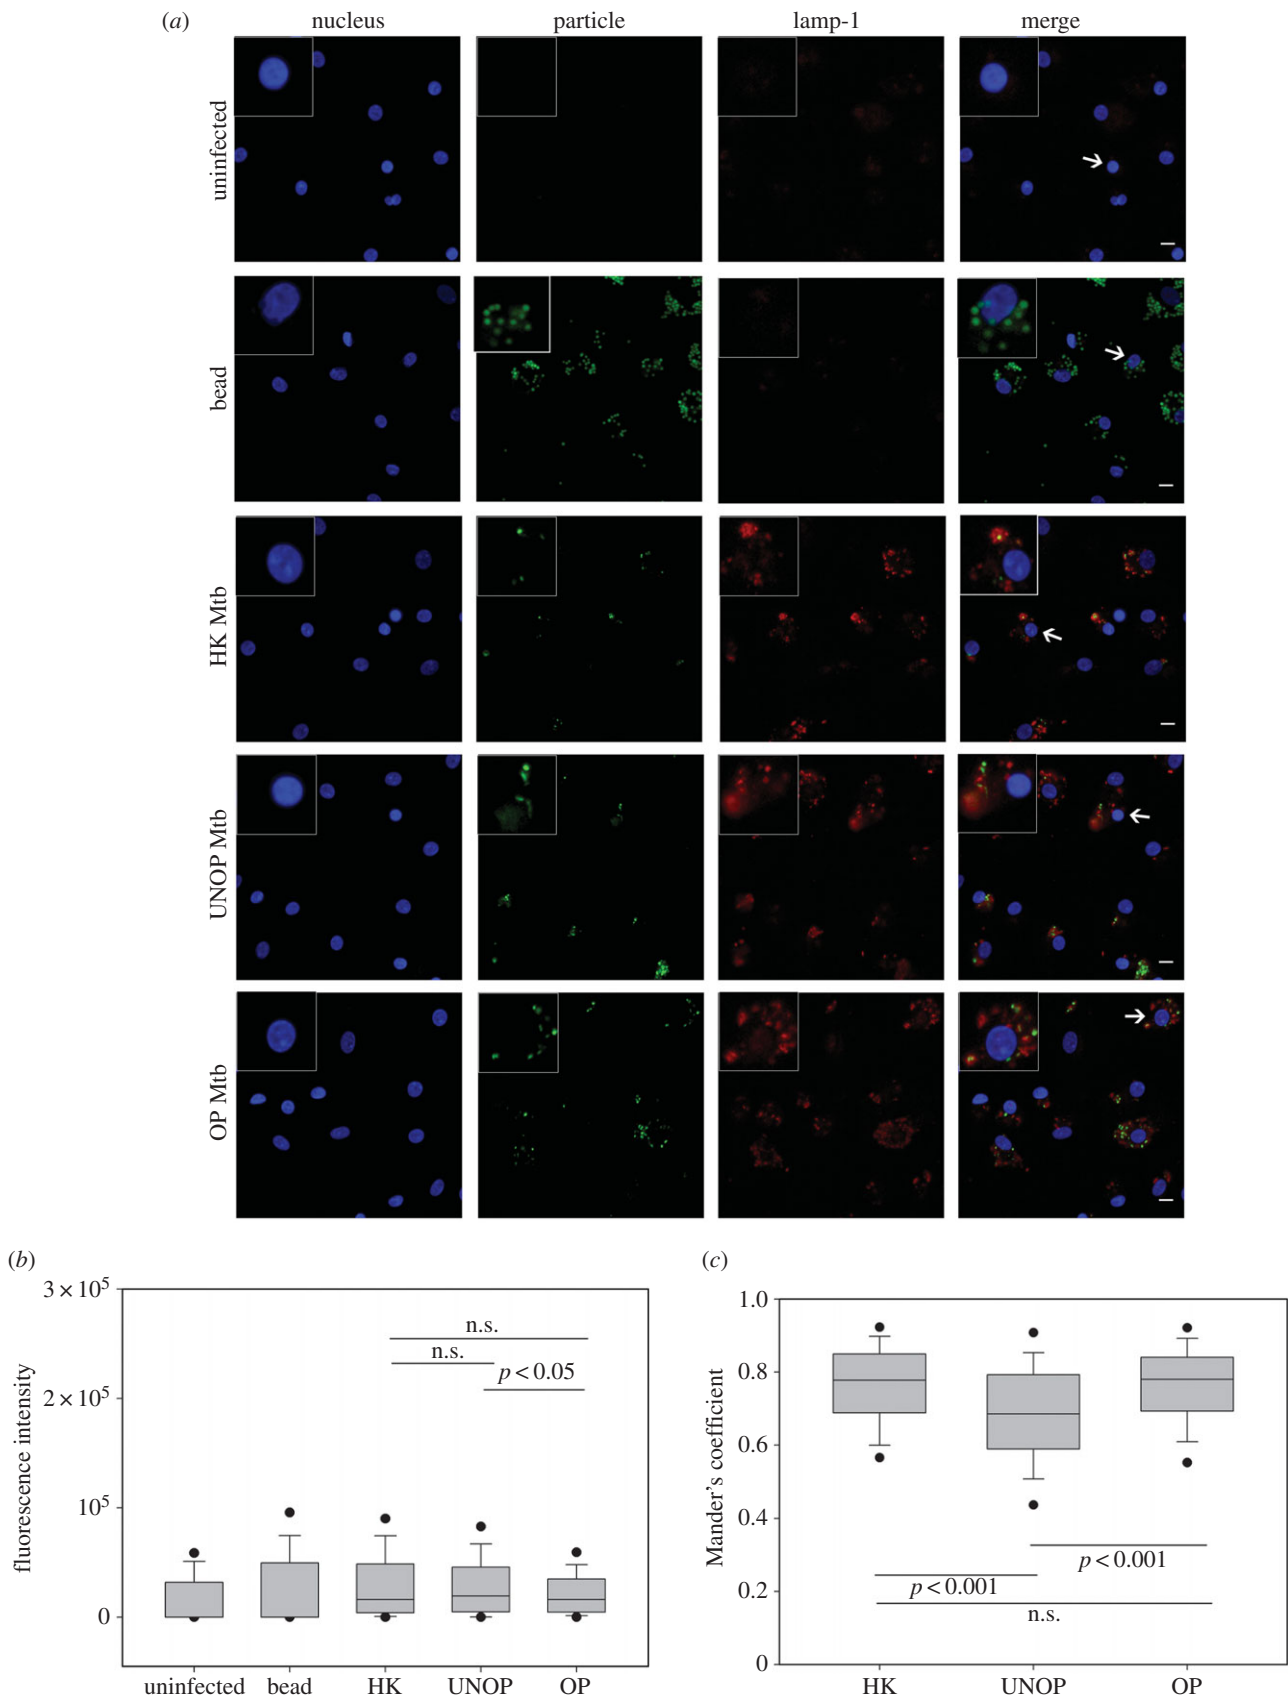 (a)
nucleus particle lamp-1 merge
uninfected
bead
HK Mtb
UNOP Mtb
OP Mtb
(b)
3 × 10⁵
2 × 10⁵
10⁵
0
fluorescence intensity
n.s.
n.s.
p < 0.05
uninfected bead HK UNOP OP
(c)
1.0
0.8
0.6
0.4
0.2
0
Mander's coefficient
p < 0.001
p < 0.001
n.s.
HK UNOP OP